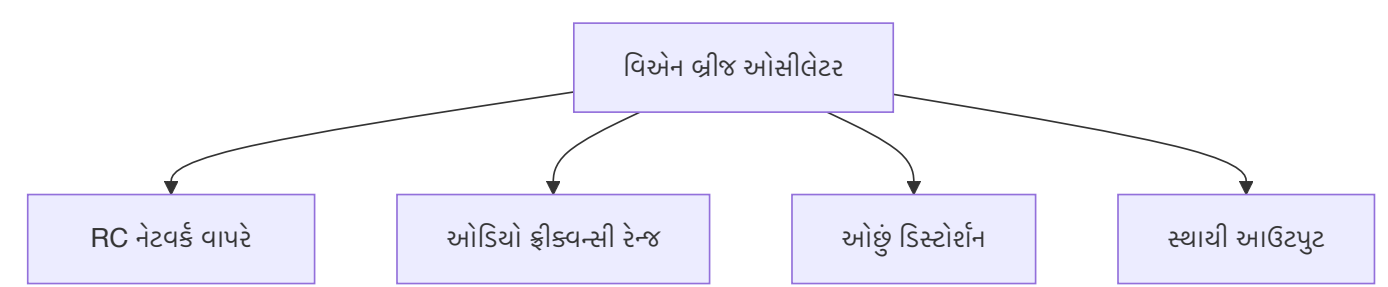 વિએન બ્રીજ ઓસીલેટર
RC નેટવર્ક વાપરે
ઓડિયો ફ્રીક્વન્સી રેન્જ
ઓછું ડિસ્ટોર્શન
સ્થાયી આઉટપુટ